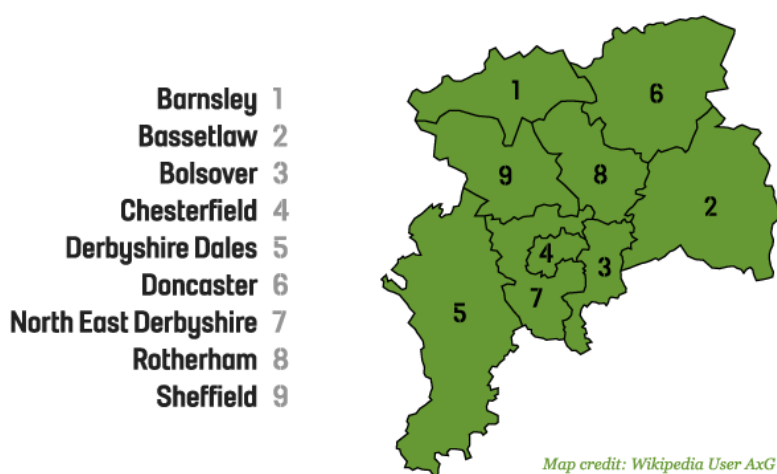 Barnsley 1
Bassetlaw 2
Bolsover 3
Chesterfield 4
Derbyshire Dales 5
Doncaster 6
North East Derbyshire 7
Rotherham 8
Sheffield 9
1
6
9
8
2
4
3
7
5
Map credit: Wikipedia User AxG